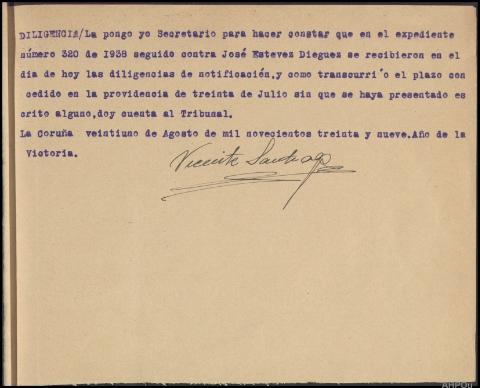 DILIGENCIA/La pongo yo Secretario para hacer constar que en el expediente
número 320 de 1938 seguido contra José Estevez Dieguez se recibieron en el
dia de hoy las diligencias de notificación,y como transcurri´o el plazo con
cedido en la providencia de treinta de Julio sin que se haya presentado es
crito alguno,doy cuenta al Tribunal.
La Coruña veintiuno de Agosto de mil novecientos treinta y nueve.Año de la
Victoria.
Vicente Santiago
AHPOu